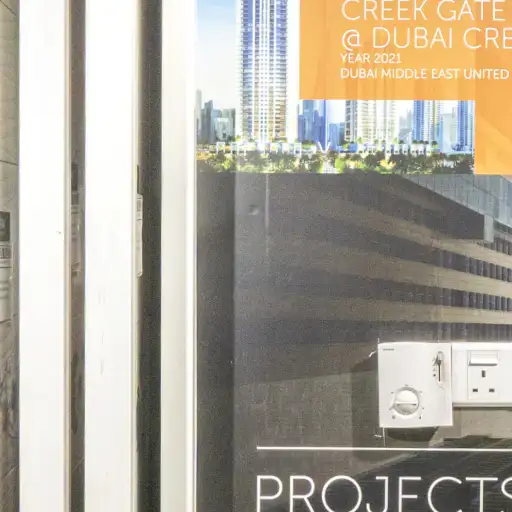 CREEK GATE
@ DUBAI CRE
YEAR 2021
DUBAI MIDDLE EAST UNITED
PROJECTS